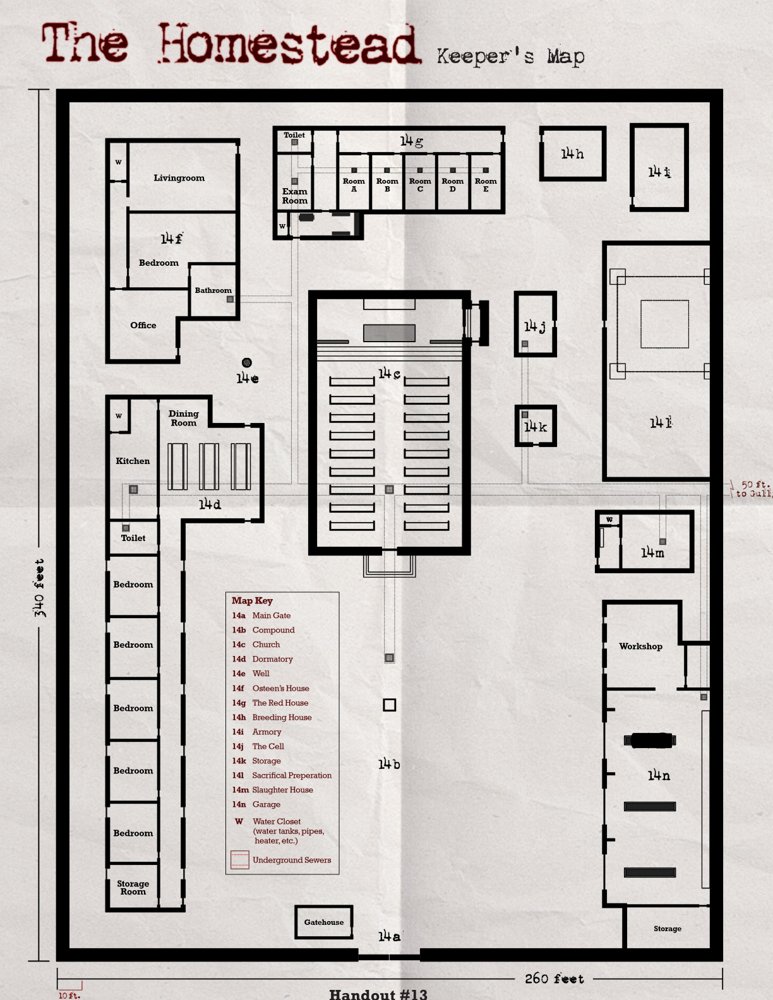 The Homestead Keeper's Map
W
Livingroom
14f
Bedroom
Bathroom
Office
Toilet
14g
Exam
Room
Room
A
Room
B
Room
C
Room
D
Room
E
W
14h
14i
14e
14c
14j
14k
14l
50 ft.
W
Dining
Room
Kitchen
14d
Toilet
Bedroom
Bedroom
Bedroom
Bedroom
Bedroom
Storage
Room
W
14m
Workshop
14n
Storage
340 feet
Map Key
14a Main Gate
14b Compound
14c Church
14d Dormatory
14e Well
14f Osteen's House
14g The Red House
14h Breeding House
14i Armory
14j The Cell
14k Storage
14l Sacrifical Preperation
14m Slaughter House
14n Garage
W Water Closet
(water tanks, pipes,
heater, etc.)
Underground Sewers
14b
Gatehouse
14a
10 ft.
260 feet
Handout #13